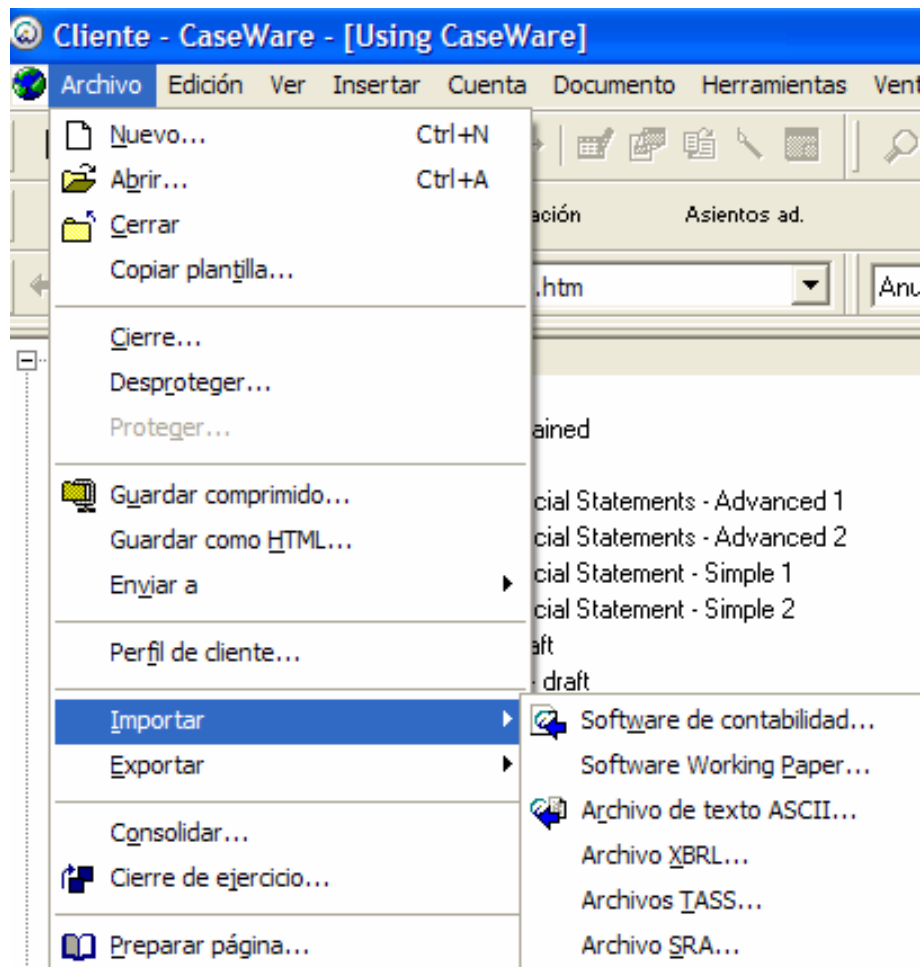 Cliente - CaseWare - [Using CaseWare]
Archivo Edición Ver Insertar Cuenta Documento Herramientas Vent
Nuevo... Ctrl+N
Abrir... Ctrl+A
Cerrar
ación Asientos ad.
Copiar plantilla...
.htm Anu
Cierre...
Desproteger...
Proteger...
ained
Guardar comprimido...
cial Statements - Advanced 1
Guardar como HTML...
cial Statements - Advanced 2
Enviar a
cial Statement - Simple 1
cial Statement - Simple 2
Perfil de cliente...
aft
- draft
Importar
Software de contabilidad...
Exportar
Software Working Paper...
Archivo de texto ASCII...
Consolidar...
Archivo XBRL...
Cierre de ejercicio...
Archivos TASS...
Preparar página...
Archivo SRA...